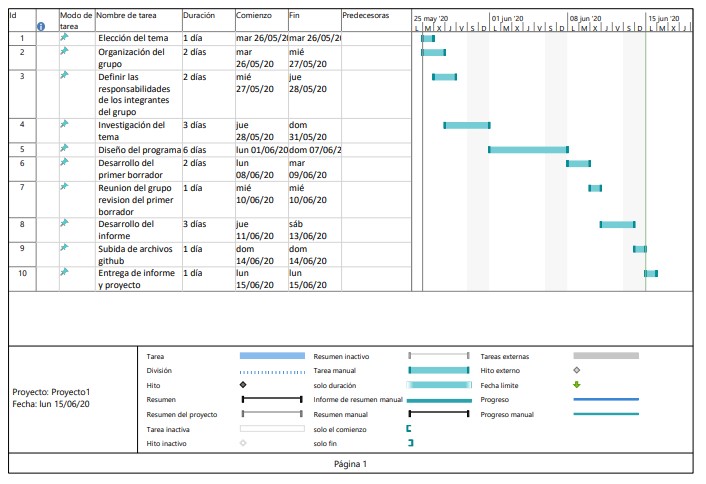 Id
Modo de tarea
Nombre de tarea
Duración
Comienzo
Fin
Predecesoras
25 may '20
01 jun '20
08 jun '20
15 jun '20
L M X J V S D L M X J V S D L M X J V S D L M X J
1 Elección del tema 1 día mar 26/05/20 mar 26/05/20
2 Organización del 2 días mar mié
grupo 26/05/20 27/05/20
3 Definir las 2 días mié jue
responsabilidades 27/05/20 28/05/20
de los integrantes
del grupo
4 Investigación del 3 días jue dom
tema 28/05/20 31/05/20
5 Diseño del programa 6 días lun 01/06/20 dom 07/06/2
6 Desarrollo del 2 días lun mar
primer borrador 08/06/20 09/06/20
7 Reunion del grupo 1 día mié mié
revision del primer 10/06/20 10/06/20
borrador
8 Desarrollo del 3 días jue sáb
informe 11/06/20 13/06/20
9 Subida de archivos 1 día dom dom
github 14/06/20 14/06/20
10 Entrega de informe 1 día lun lun
y proyecto 15/06/20 15/06/20
Proyecto: Proyecto1
Fecha: lun 15/06/20
Tarea
División
Hito
Resumen
Resumen del proyecto
Tarea inactiva
Hito inactivo
Resumen inactivo
Tarea manual
solo duración
Informe de resumen manual
Resumen manual
solo el comienzo
solo fin
Tareas externas
Hito externo
Fecha límite
Progreso
Progreso manual
Página 1